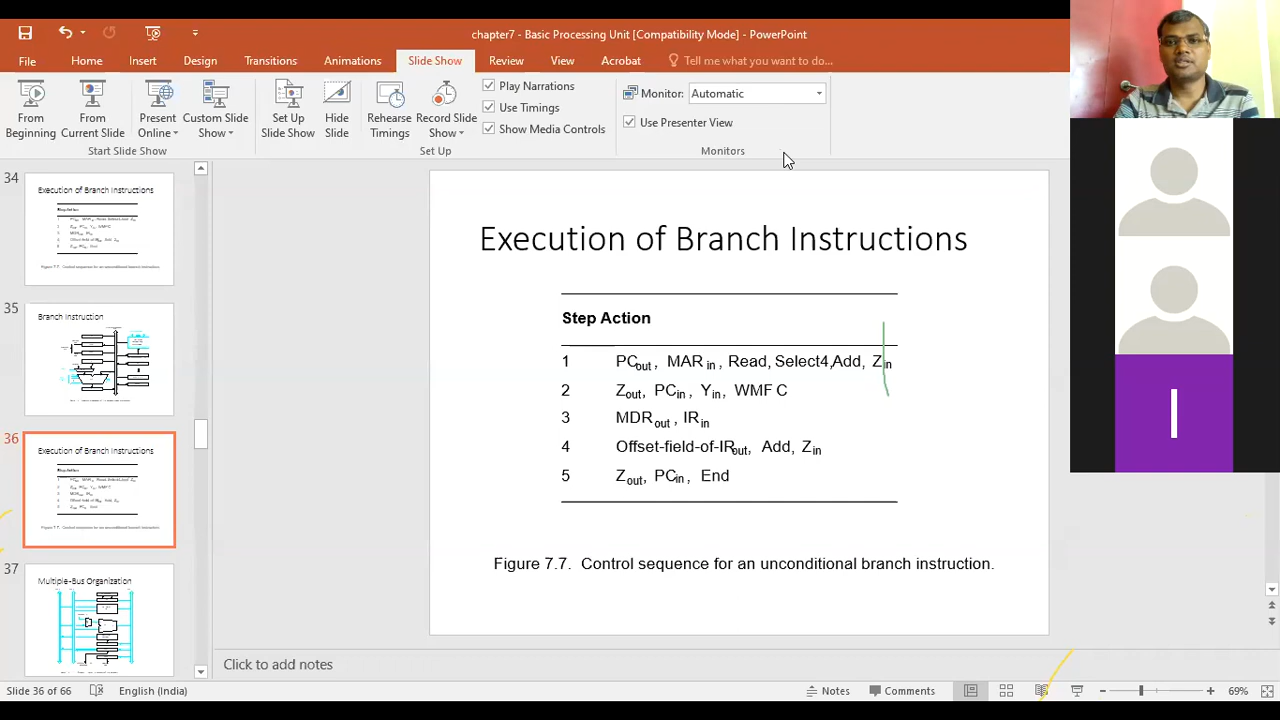 chapter7 - Basic Processing Unit [Compatibility Mode] - PowerPoint
File Home Insert Design Transitions Animations Slide Show Review View Acrobat Tell me what you want to do...
From Beginning
From Current Slide
Present Online
Custom Slide Show
Start Slide Show
Set Up Slide Show
Hide Slide
Rehearse Timings
Record Slide Show
Play Narrations
Use Timings
Show Media Controls
Set Up
Monitor: Automatic
Use Presenter View
Monitors
34
Execution of Branch Instructions
35
Branch Instruction
36
Execution of Branch Instructions
37
Multiple-Bus Organization
Execution of Branch Instructions
Step Action
1 PCout, MARin, Read, Select4,Add, Zin
2 Zout, PCin, Yin, WMF C
3 MDRout, IRin
4 Offset-field-of-IRout, Add, Zin
5 Zout, PCin, End
Figure 7.7. Control sequence for an unconditional branch instruction.
I
Click to add notes
Slide 36 of 66 English (India) Notes Comments 69%